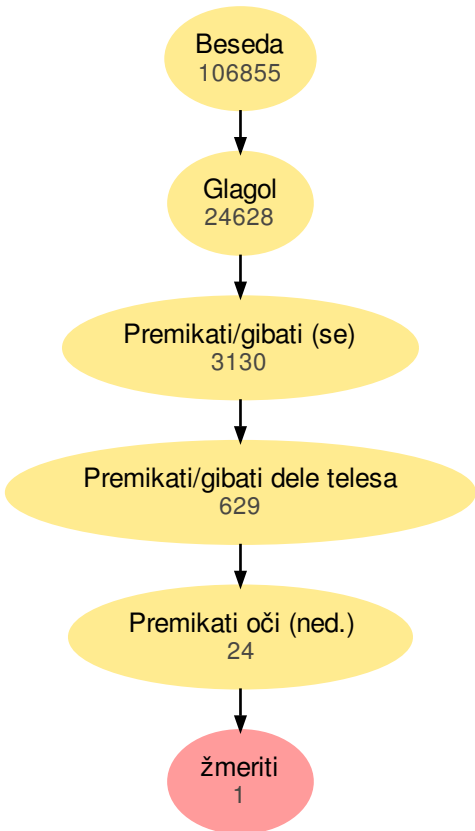 Beseda
106855
Glagol
24628
Premikati/gibati (se)
3130
Premikati/gibati dele telesa
629
Premikati oči (ned.)
24
žmeriti
1